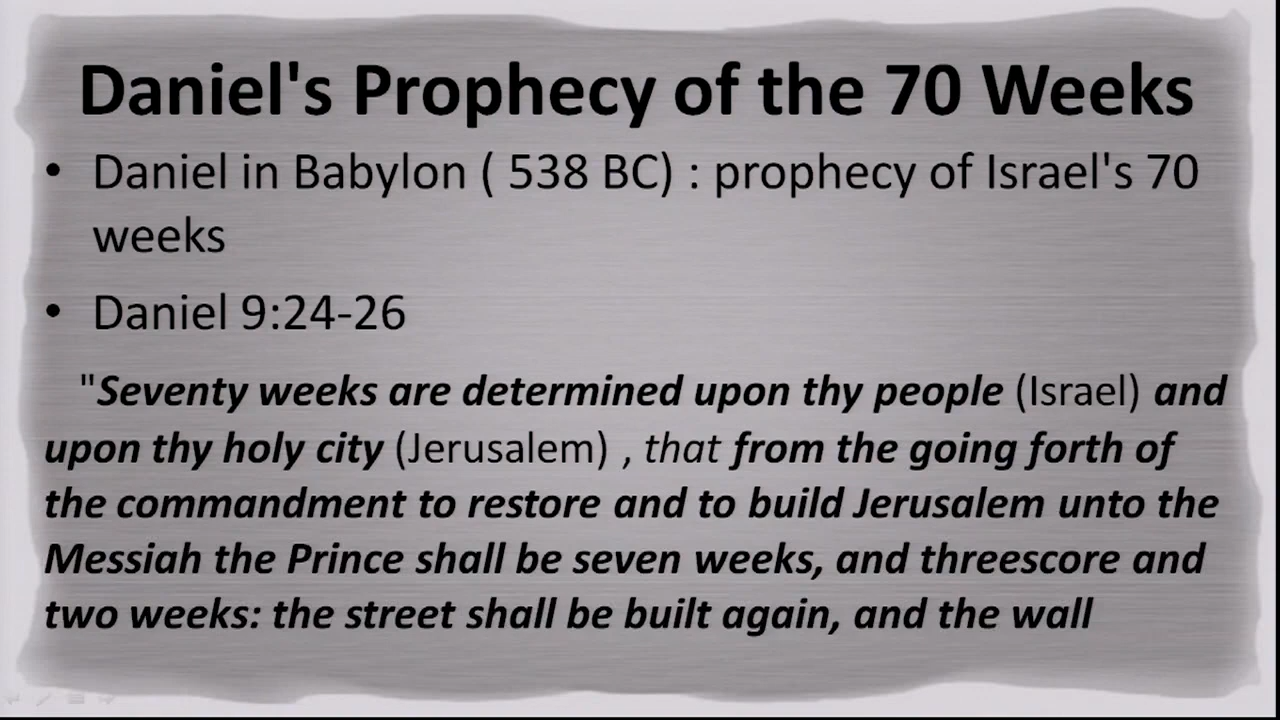 Daniel's Prophecy of the 70 Weeks
• Daniel in Babylon ( 538 BC) : prophecy of Israel's 70
weeks
• Daniel 9:24-26
"Seventy weeks are determined upon thy people (Israel) and
upon thy holy city (Jerusalem) , that from the going forth of
the commandment to restore and to build Jerusalem unto the
Messiah the Prince shall be seven weeks, and threescore and
two weeks: the street shall be built again, and the wall